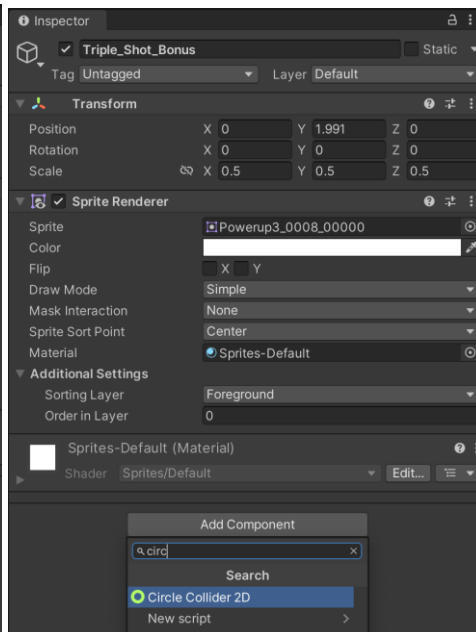 Inspector
Triple_Shot_Bonus Static
Tag Untagged Layer Default
Transform
Position X 0 Y 1.991 Z 0
Rotation X 0 Y 0 Z 0
Scale X 0.5 Y 0.5 Z 0.5
Sprite Renderer
Sprite Powerup3_0008_00000
Color
Flip X Y
Draw Mode Simple
Mask Interaction None
Sprite Sort Point Center
Material Sprites-Default
Additional Settings
Sorting Layer Foreground
Order in Layer 0
Sprites-Default (Material)
Shader Sprites/Default Edit...
Add Component
circ
Search
Circle Collider 2D
New script